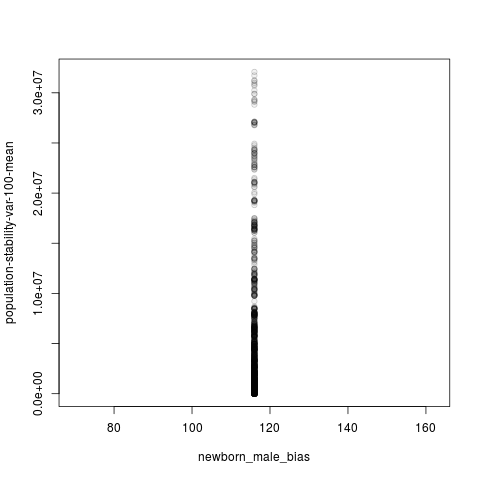 population-stability-var-100-mean
3.0e+07
2.0e+07
1.0e+07
0.0e+00
80
100
120
140
160
newborn_male_bias